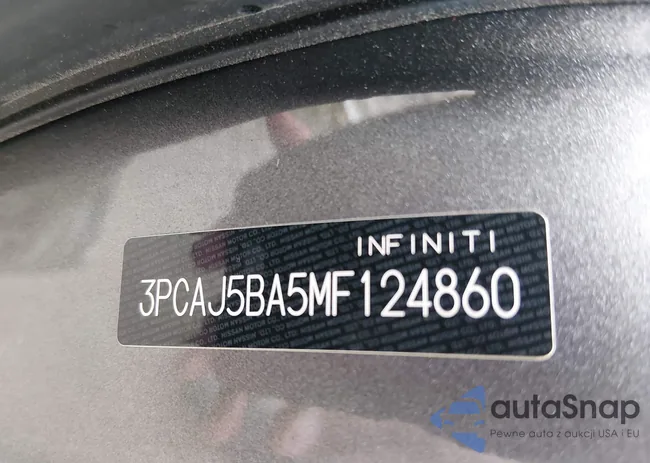 INFINITI
3PCAJ5BA5MF124860
autaSnap
Pewne auta z aukcji USA i EU